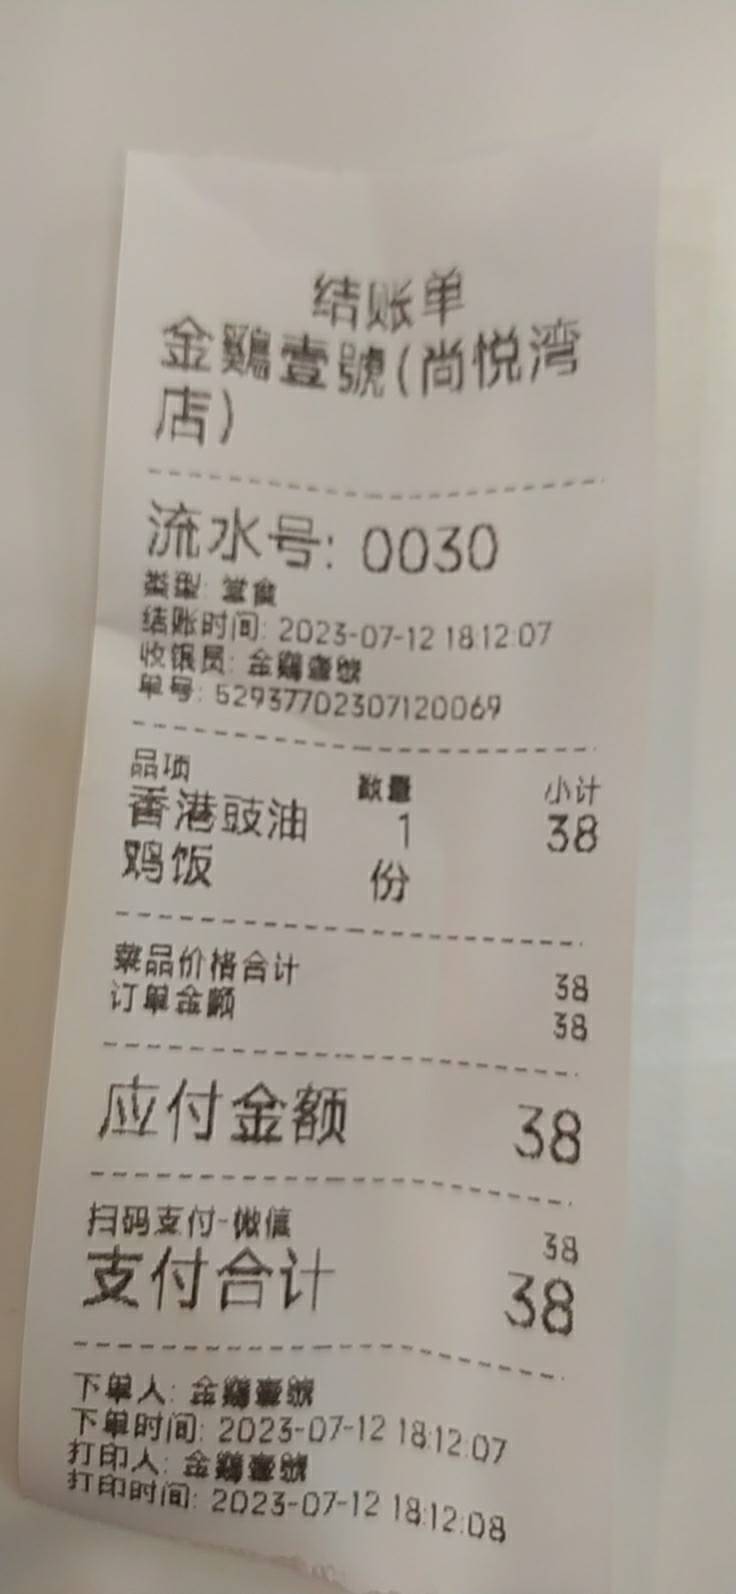 结账单
金鷄壹號(尚悦湾
店)
流水号: 0030
类型: 堂食
结账时间: 2023-07-12 18:12:07
收银员: 金鷄壹號
单号: 529377702307120069
品项 数量 小计
香港豉油 1 38
鸡饭 份
菜品价格合计 38
订单金额 38
应付金额 38
扫码支付-微信 38
支付合计 38
下单人: 金鷄壹號
下单时间: 2023-07-12 18:12:07
打印人: 金鷄壹號
打印时间: 2023-07-12 18:12:08